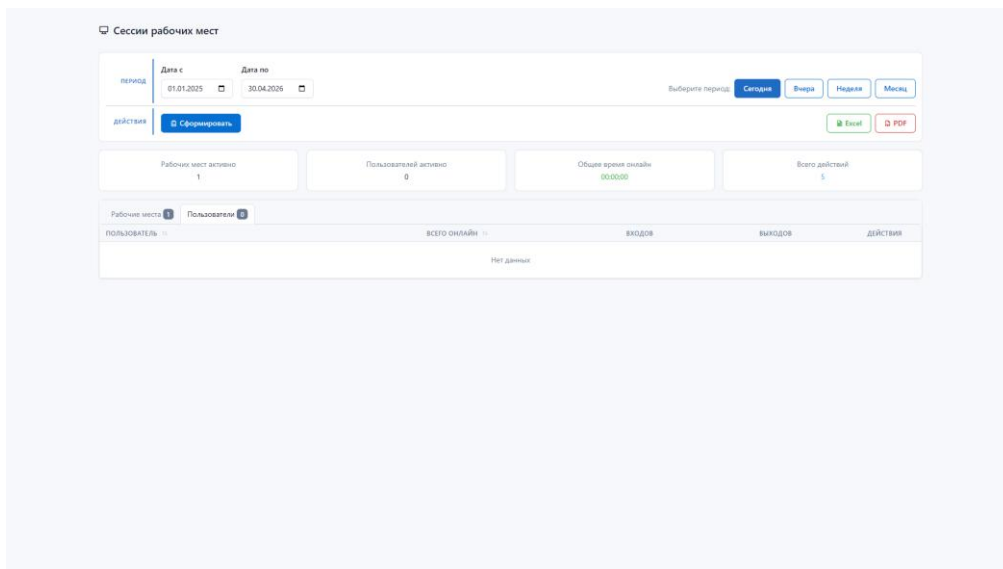 Сессии рабочих мест
ПЕРИОД
Дата с
Дата по
01.01.2025
30.04.2026
Выберите период:
Сегодня
Вчера
Неделя
Месяц
ДЕЙСТВИЯ
Сформировать
Excel
PDF
Рабочих мест активно
1
Пользователей активно
0
Общее время онлайн
00:00:00
Всего действий
5
Рабочие места 1
Пользователи 0
ПОЛЬЗОВАТЕЛЬ
ВСЕГО ОНЛАЙН
ВХОДОВ
ВЫХОДОВ
ДЕЙСТВИЯ
Нет данных